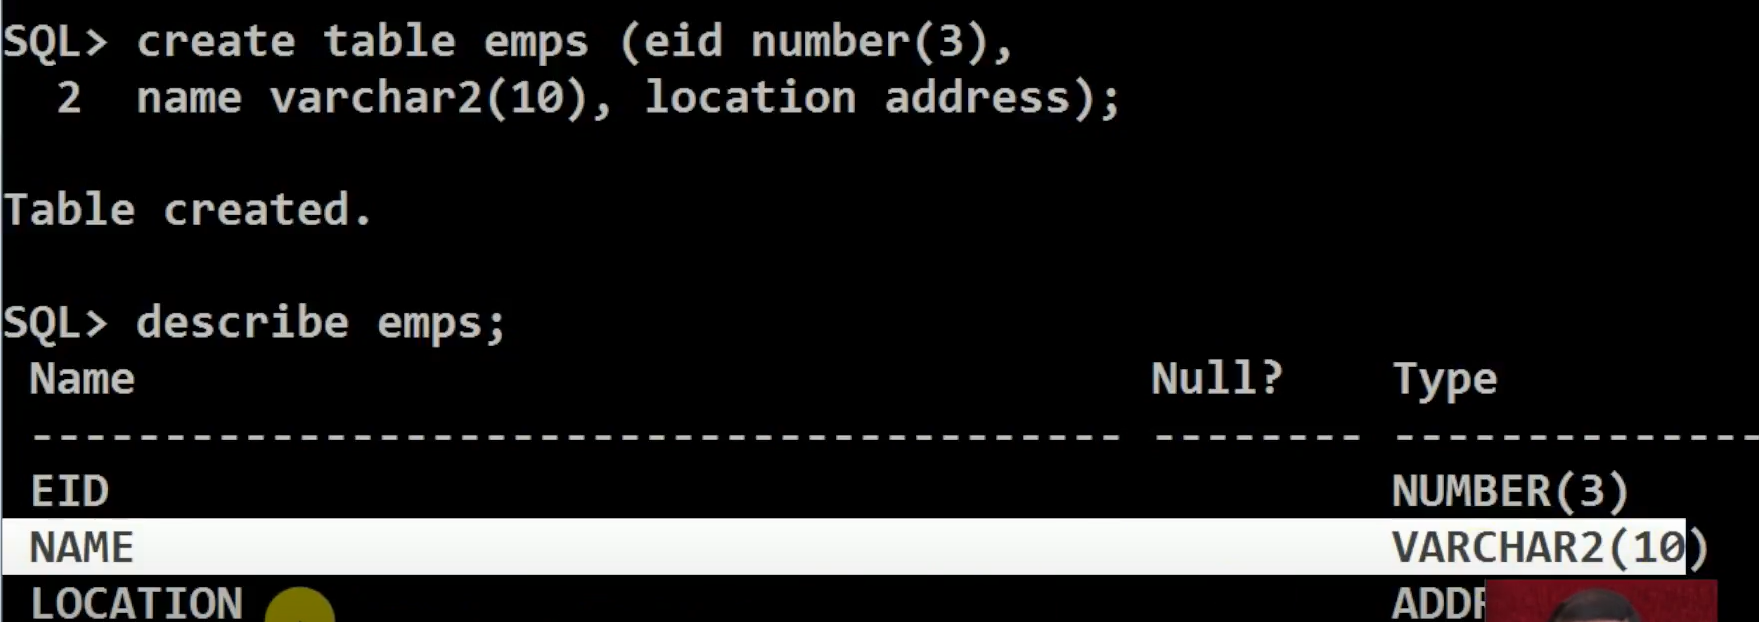 SQL> create table emps (eid number(3),
2 name varchar2(10), location address);
Table created.
SQL> describe emps;
Name Null? Type
----------------------------------------- -------- --------------
EID NUMBER(3)
NAME VARCHAR2(10)
LOCATION